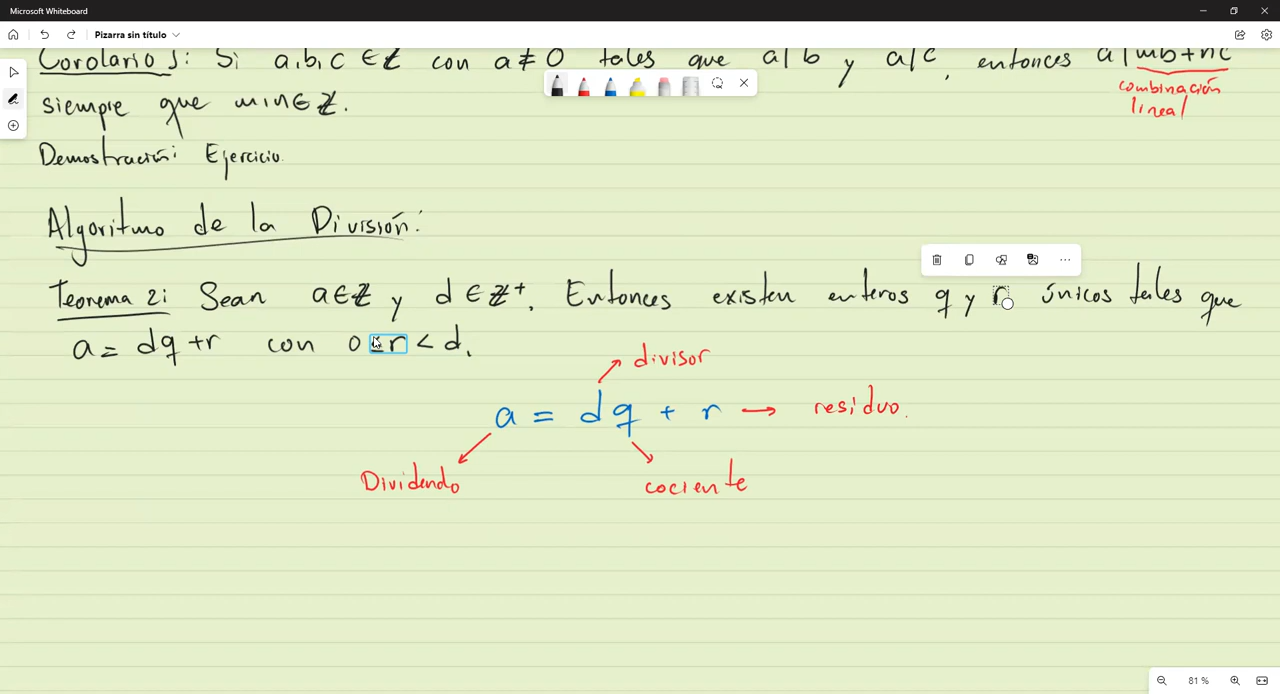 Microsoft Whiteboard
Pizarra sin título
Corolario 1: Si a,b,c ∈ ℤ con a ≠ 0 tales que a|b y a|c, entonces a|mb+nc
combinación
lineal
siempre que m,n ∈ ℤ.
Demostración: Ejercicio.
Algoritmo de la División:
Teorema 2: Sean a∈ℤ y d ∈ ℤ⁺. Entonces existen enteros q y r únicos tales que
a = dq + r con 0 ≤ r < d.
divisor
a = dq + r → residuo.
Dividendo cociente
81 %